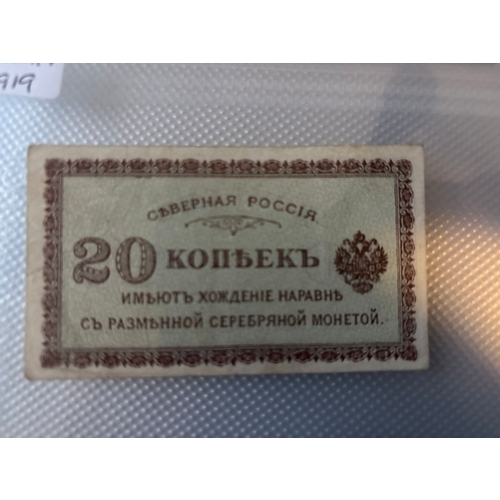 919
СѢВЕРНАЯ РОССІЯ
20 КОПѢЕКЪ
ИМѢЮТЪ ХОЖДЕНІЕ НАРАВНѢ
СЪ РАЗМѢННОЙ СЕРЕБРЯНОЙ МОНЕТОЙ.